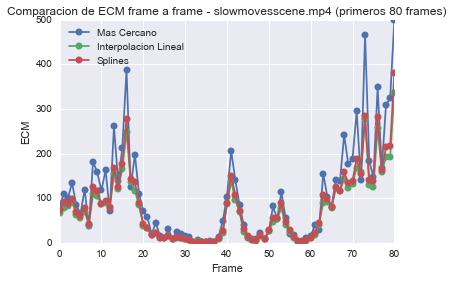 Comparacion de ECM frame a frame - slowmovesscene.mp4 (primeros 80 frames)
500
400
300
200
100
0
ECM
Mas Cercano
Interpolacion Lineal
Splines
0 10 20 30 40 50 60 70 80
Frame